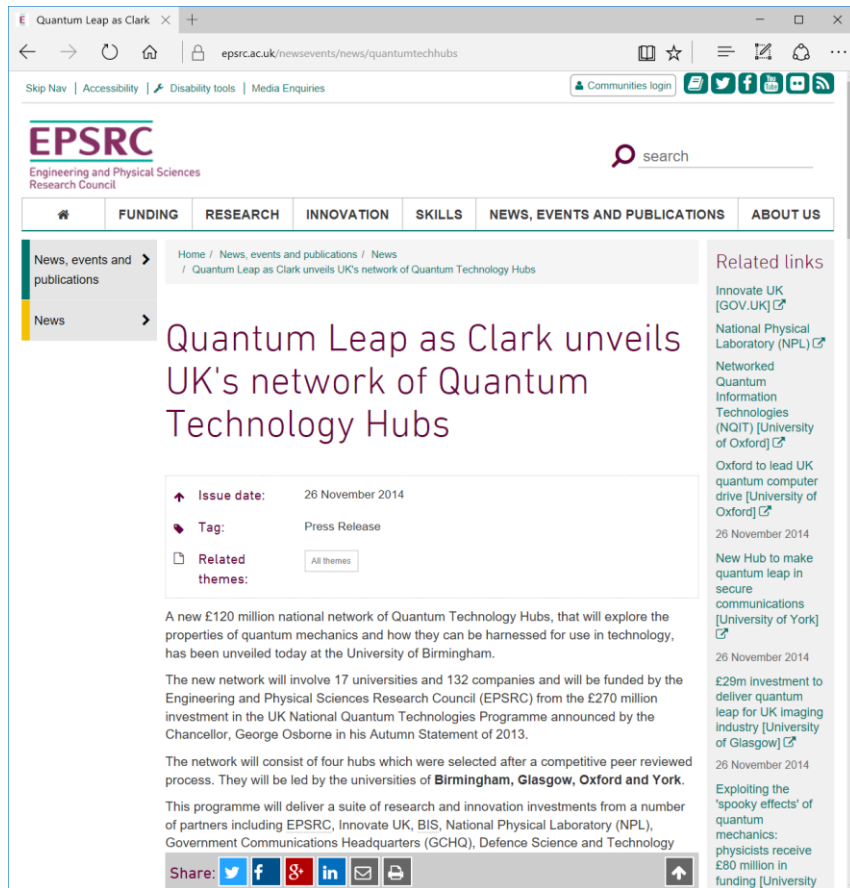 Quantum Leap as Clark
epsrc.ac.uk/newsevents/news/quantumtechhubs
Skip Nav | Accessibility | Disability tools | Media Enquiries
Communities login
You Tube
EPSRC
Engineering and Physical Sciences
Research Council
search
FUNDING RESEARCH INNOVATION SKILLS NEWS, EVENTS AND PUBLICATIONS ABOUT US
News, events and
publications
News
Home / News, events and publications / News
/ Quantum Leap as Clark unveils UK's network of Quantum Technology Hubs
Quantum Leap as Clark unveils
UK's network of Quantum
Technology Hubs
Issue date: 26 November 2014
Tag: Press Release
Related
themes:
All themes
A new £120 million national network of Quantum Technology Hubs, that will explore the
properties of quantum mechanics and how they can be harnessed for use in technology,
has been unveiled today at the University of Birmingham.
The new network will involve 17 universities and 132 companies and will be funded by the
Engineering and Physical Sciences Research Council (EPSRC) from the £270 million
investment in the UK National Quantum Technologies Programme announced by the
Chancellor, George Osborne in his Autumn Statement
of 2013.
The network will consist of four hubs which were selected after a competitive peer reviewed
process. They will be led by the universities of Birmingham, Glasgow, Oxford and York.
This programme will deliver a suite of research and innovation investments from a number
of partners including EPSRC, Innovate UK, BIS, National Physical Laboratory (NPL),
Government Communications Headquarters (GCHQ), Defence Science and Technology
Share:
Related links
Innovate UK
[GOV.UK]
National Physical
Laboratory (NPL)
Networked
Quantum
Information
Technologies
(NQIT) [University
of Oxford]
Oxford to lead UK
quantum computer
drive [University of
Oxford]
26 November 2014
New Hub to make
quantum leap in
secure
communications
[University of York]
26 November 2014
£29m investment to
deliver quantum
leap for UK imaging
industry [University
of Glasgow]
26 November 2014
Exploiting the
'spooky effects' of
quantum
mechanics:
physicists receive
£80 million in
funding [University